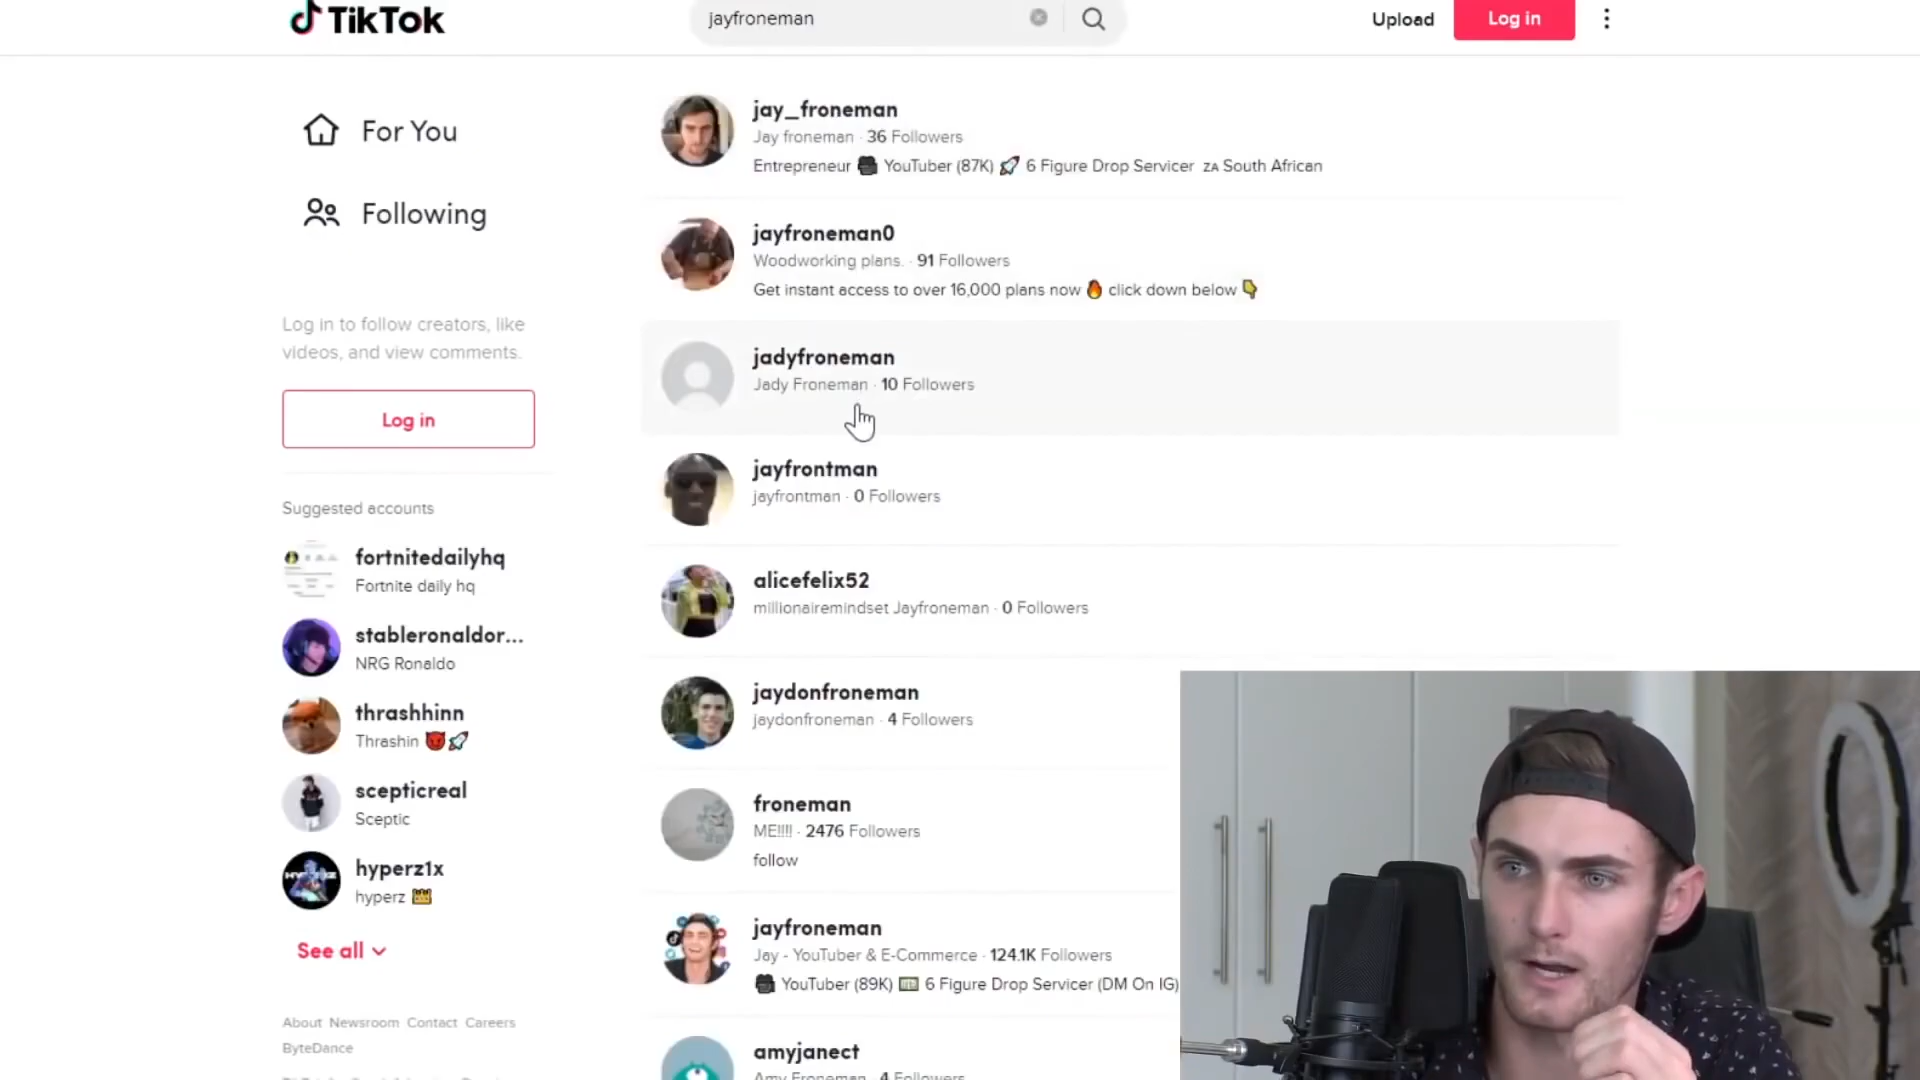 TikTok
jayfroneman
Upload
Log in
For You
Following
Log in to follow creators, like
videos, and view comments.
Log in
Suggested accounts
fortnitedailyhq
Fortnite daily hq
stableronaldor...
NRG Ronaldo
thrashhinn
Thrashin 😈🚀
scepticreal
Sceptic
hyperz1x
hyperz 👑
See all
About Newsroom Contact Careers
ByteDance
jay_froneman
Jay froneman · 36 Followers
Entrepreneur 🎥 YouTuber (87K) 🚀 6 Figure Drop Servicer ZA South African
jayfroneman0
Woodworking plans. · 91 Followers
Get instant access to over 16,000 plans now 🔥 click down below 👇
jadyfroneman
Jady Froneman · 10 Followers
jayfrontman
jayfrontman · 0 Followers
alicefelix52
millionairemindset Jayfroneman · 0 Followers
jaydonfroneman
jaydonfroneman · 4 Followers
froneman
ME!!!! · 2476 Followers
follow
jayfroneman
Jay - YouTuber & E-Commerce · 124.1K Followers
🎥 YouTuber (89K) 💵 6 Figure Drop Servicer (DM On IG)
amyjanect
Amy Froneman · 4 Followers